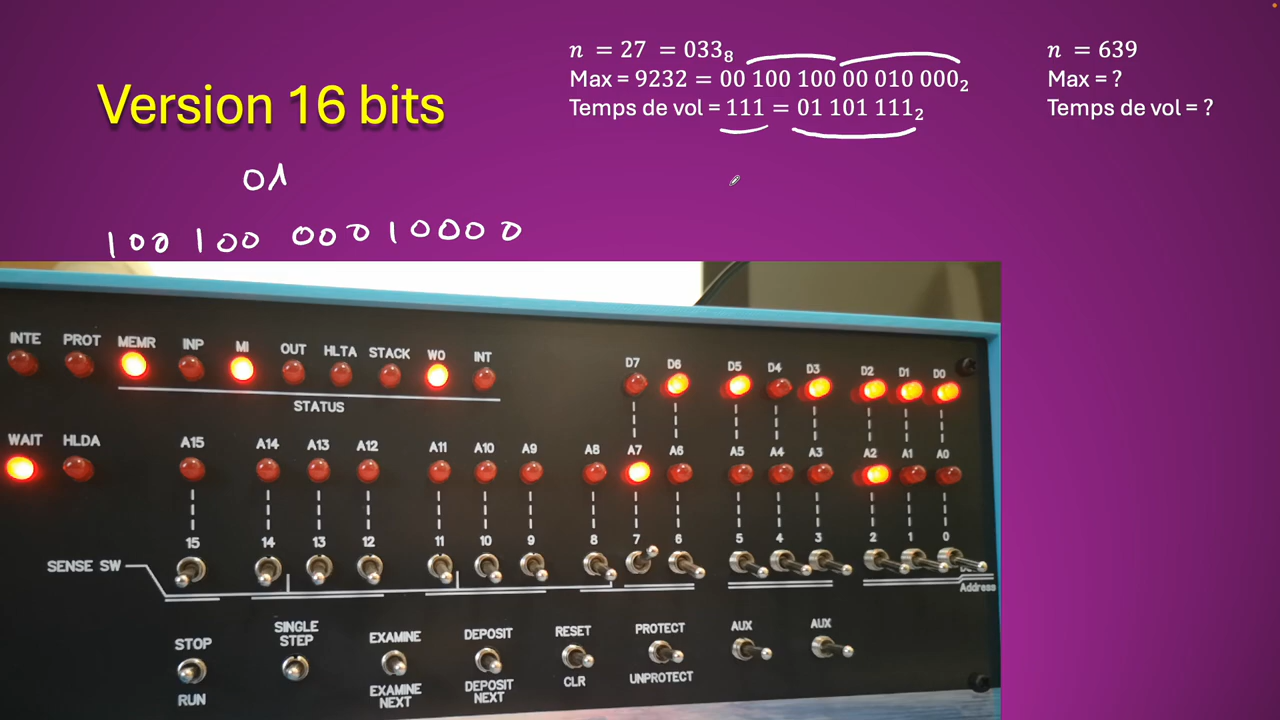 n = 27 = 033₈
Max = 9232 = 00 100 100 00 010 000₂
Temps de vol = 111 = 01 101 111₂
n = 639
Max = ?
Temps de vol = ?
Version 16 bits
01
100 100 000 10000
INTE PROT MEMR INP MI OUT HLTA STACK WO INT
D7 D6 D5 D4 D3 D2 D1 D0
STATUS
WAIT HLDA A15 A14 A13 A12 A11 A10 A9 A8 A7 A6 A5 A4 A3 A2 A1 A0
15 14 13 12 11 10 9 8 7 6 5 4 3 2 1 0
SENSE SW
Address
STOP SINGLE STEP EXAMINE DEPOSIT RESET PROTECT AUX AUX
RUN EXAMINE NEXT DEPOSIT NEXT CLR UNPROTECT